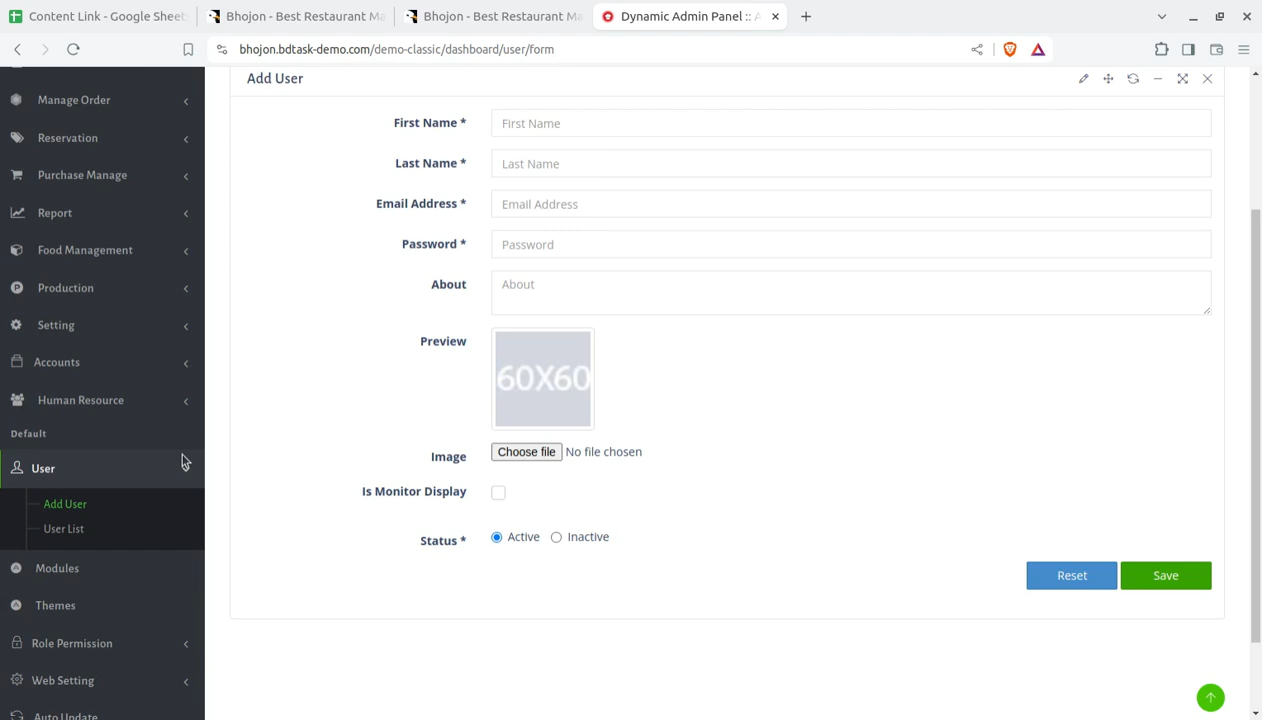 Content Link - Google Sheets
Bhojon - Best Restaurant Ma
Bhojon - Best Restaurant Ma
Dynamic Admin Panel :: A
bhojon.bdtask-demo.com/demo-classic/dashboard/user/form
Manage Order
Reservation
Purchase Manage
Report
Food Management
Production
Setting
Accounts
Human Resource
Default
User
Add User
User List
Modules
Themes
Role Permission
Web Setting
Auto Update
Add User
First Name *
First Name
Last Name *
Last Name
Email Address *
Email Address
Password *
Password
About
About
Preview
60X60
Image
Choose file No file chosen
Is Monitor Display
Status *
Active Inactive
Reset Save